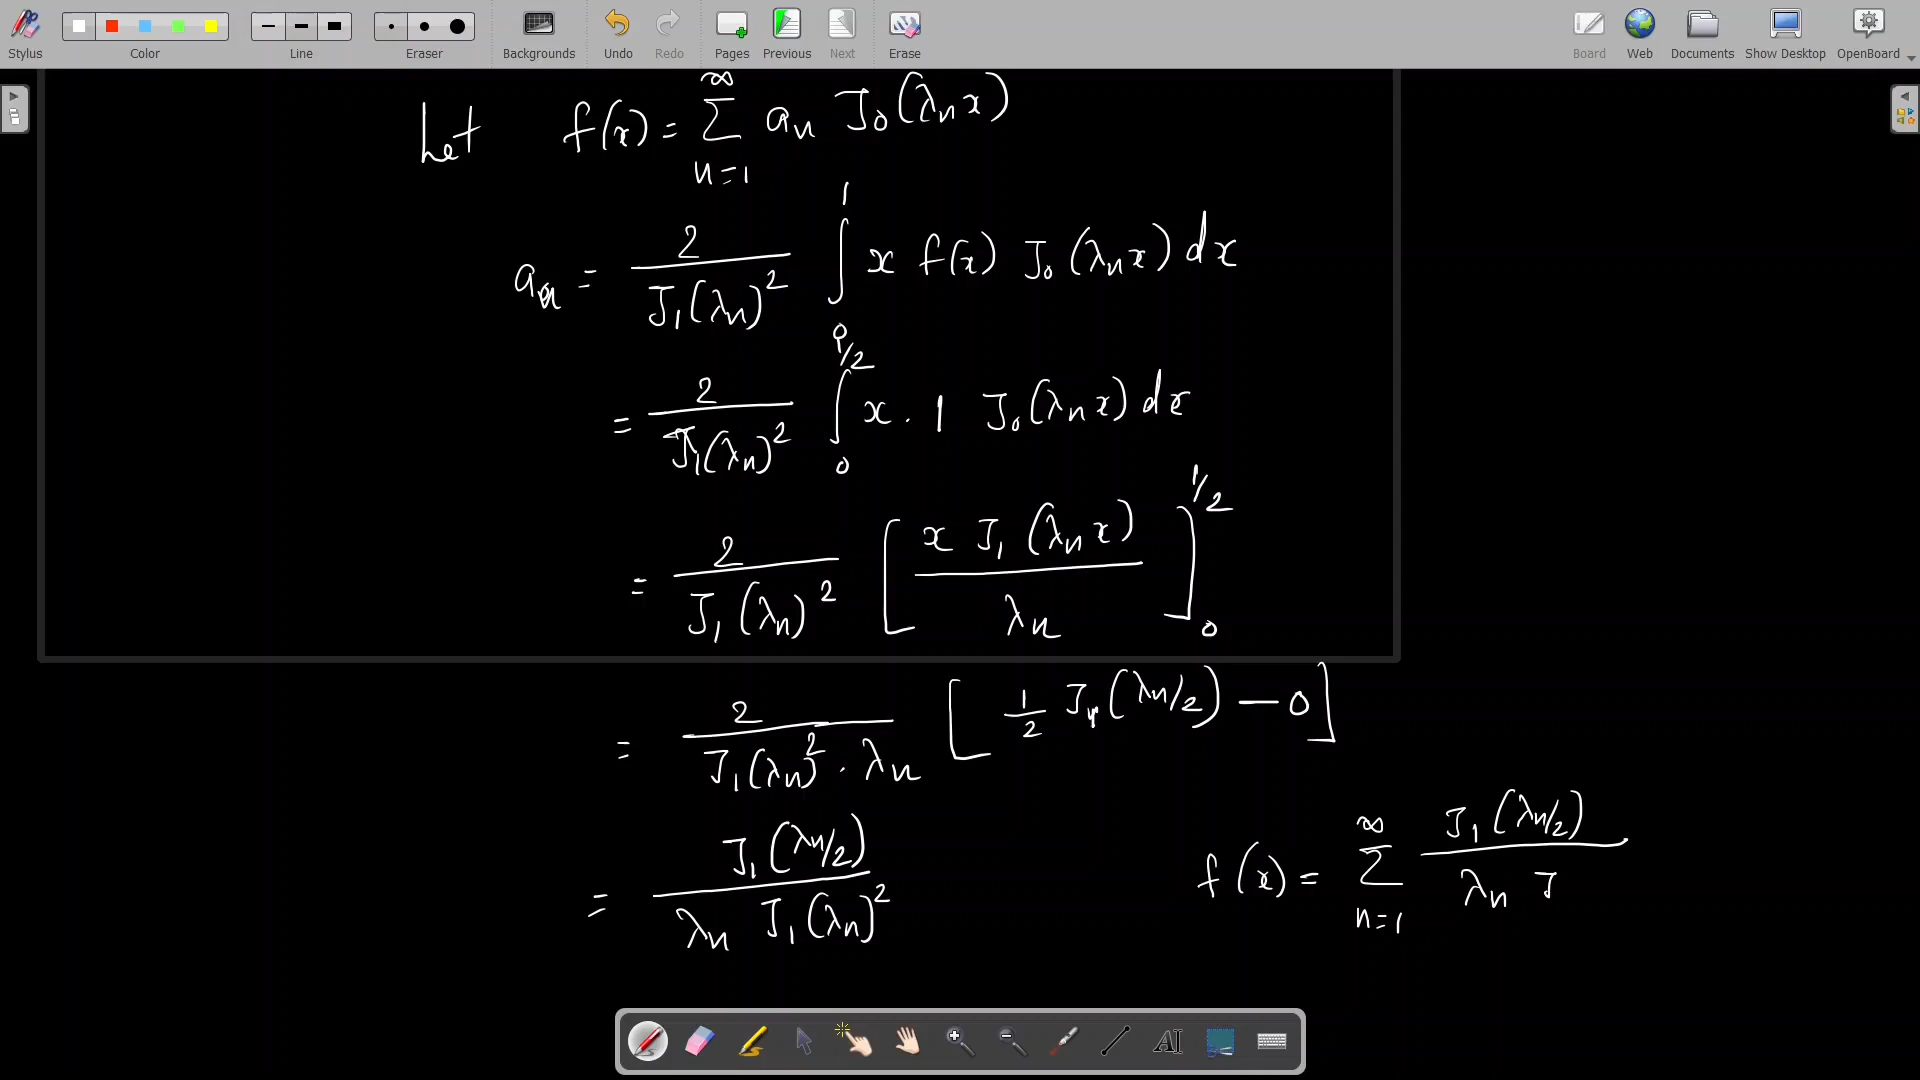 Stylus Color Line Eraser Backgrounds Undo Redo Pages Previous Next Erase Board Web Documents Show Desktop OpenBoard
Let f(x) = ∑_{n=1}^{∞} a_n J_0(λ_n x)
a_n = 2/(J_1(λ_n)^2) ∫_0^1 x f(x) J_0(λ_n x) dx
= 2/(J_1(λ_n)^2) ∫_0^{1/2} x · 1 J_0(λ_n x) dx
= 2/(J_1(λ_n)^2) [ x J_1(λ_n x)/λ_n ]_0^{1/2}
= 2/(J_1(λ_n)^2 · λ_n) [ 1/2 J_1(λ_n/2) — 0 ]
= J_1(λ_n/2)/(λ_n J_1(λ_n)^2)
f(x) = ∑_{n=1}^{∞} J_1(λ_n/2)/(λ_n J